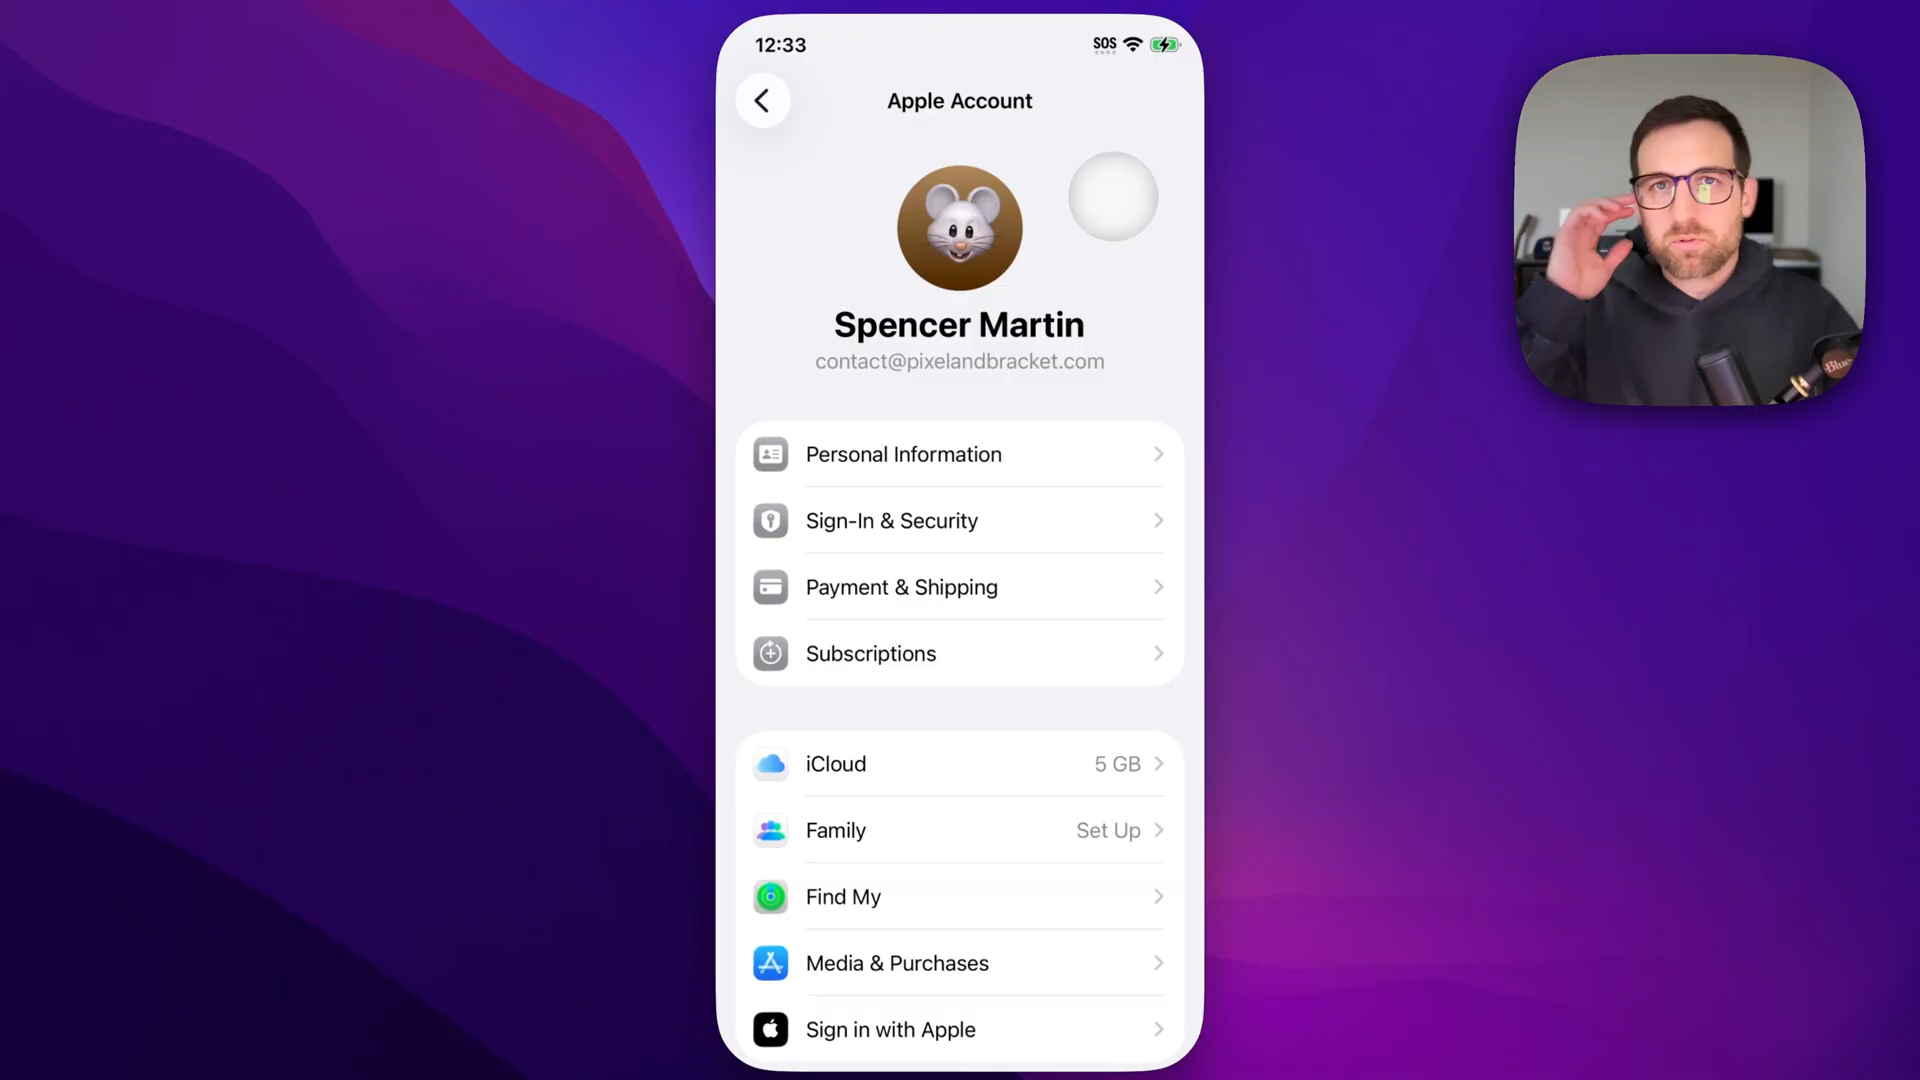 12:33
SOS
Apple Account
Spencer Martin
contact@pixelandbracket.com
Personal Information
Sign-In & Security
Payment & Shipping
Subscriptions
iCloud 5 GB
Family Set Up
Find My
Media & Purchases
Sign in with Apple
Blue